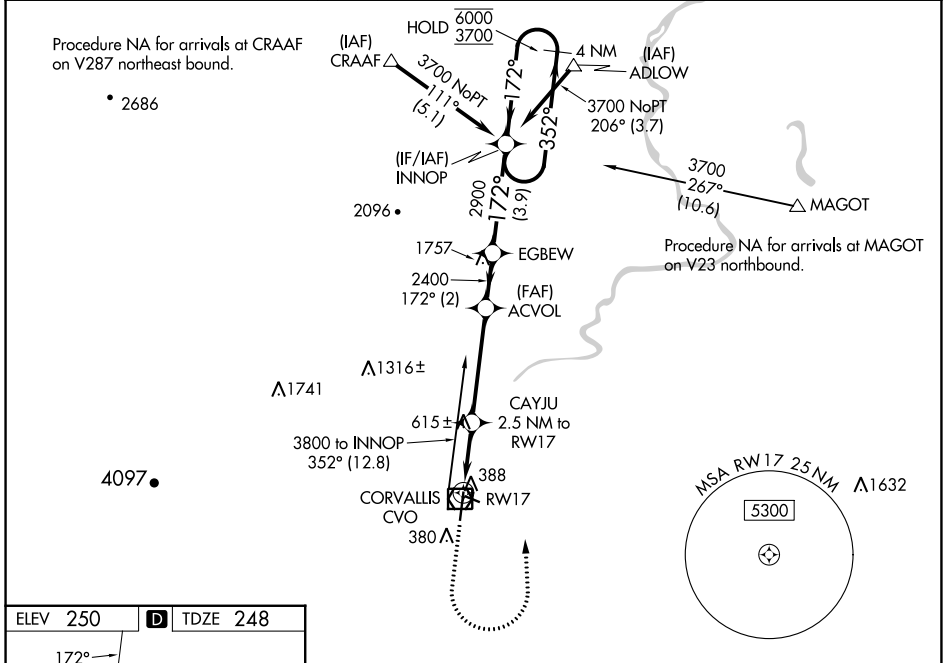 Procedure NA for arrivals at CRAAF
on V287 northeast bound.
2686
(IAF)
CRAAF
3700 NoPT
111°
(5.1)
HOLD
6000
3700
172°
352°
4 NM
(IAF)
ADLOW
3700 NoPT
206° (3.7)
(IF/IAF)
INNOP
3700
267°
(10.6)
MAGOT
Procedure NA for arrivals at MAGOT
on V23 northbound.
2900
172°
(3.9)
2096
1757
EGBEW
2400
172° (2)
(FAF)
ACVOL
1316±
1741
615±
CAYJU
2.5 NM to
RW17
3800 to INNOP
352° (12.8)
4097
388
CORVALLIS
CVO
RW17
380
MSA RW17 25 NM
5300
1632
ELEV 250 D TDZE 248
172°